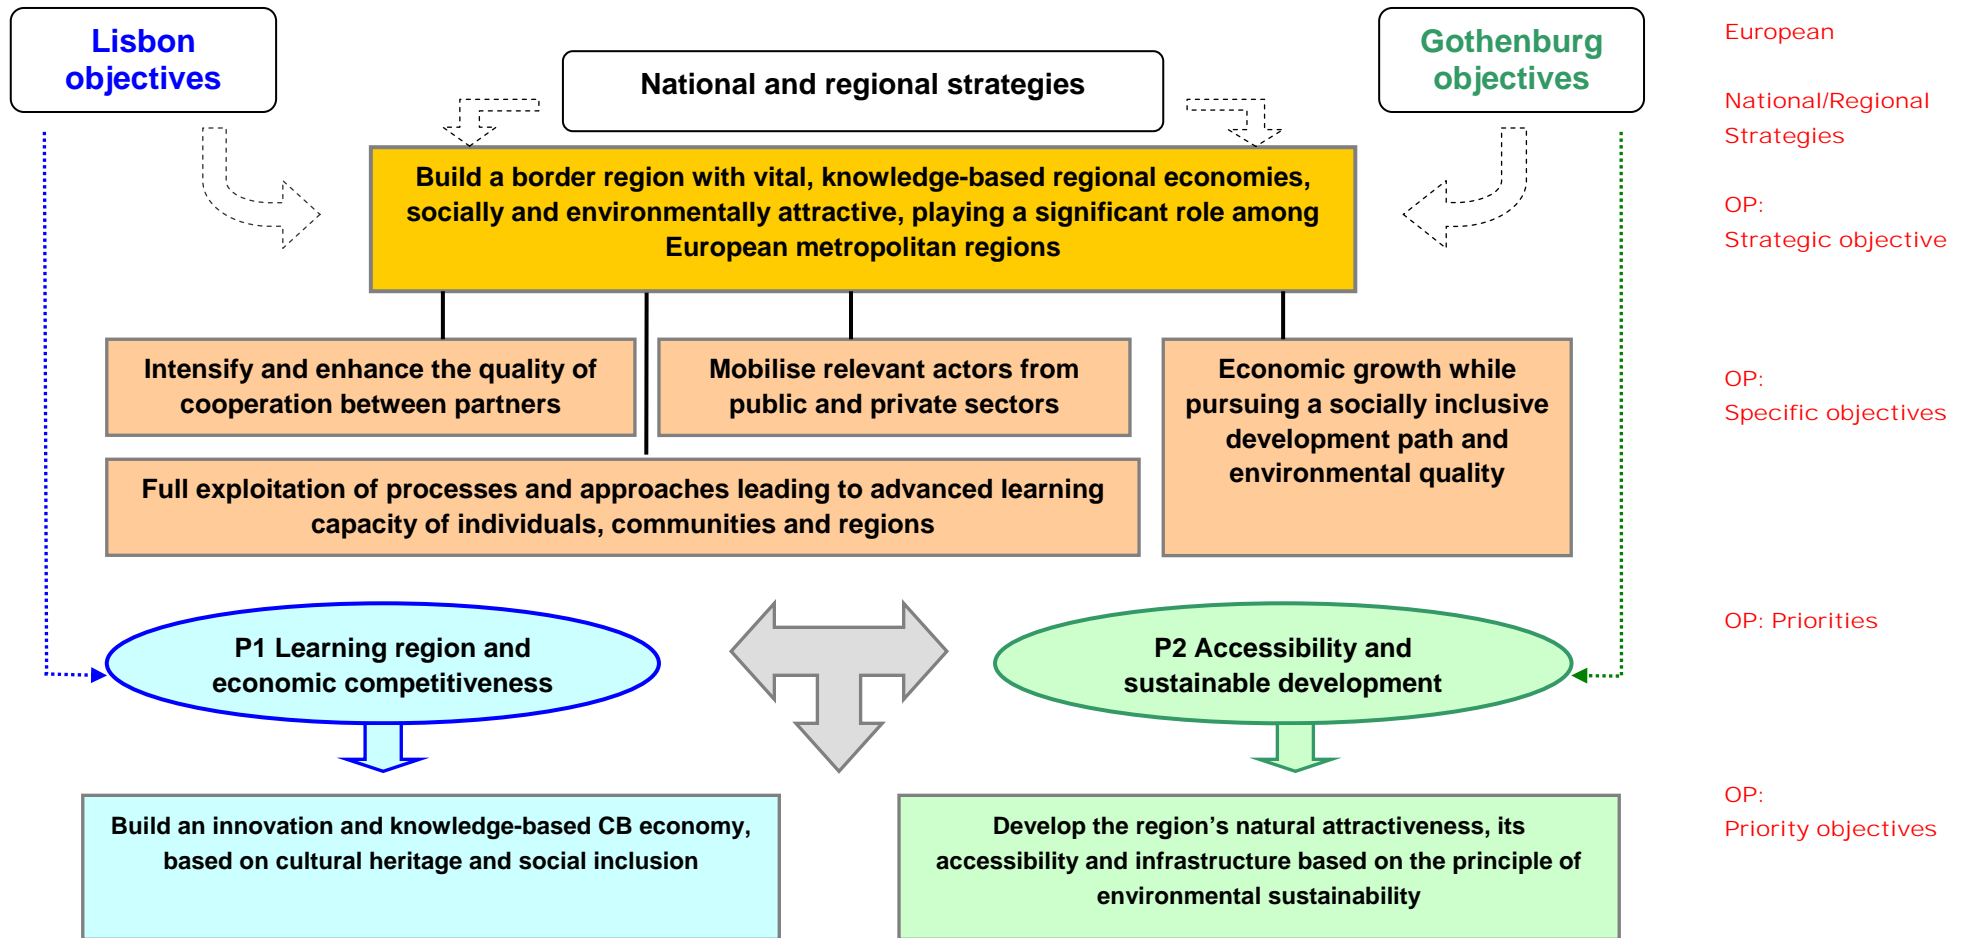 Lisbon
objectives
National and regional strategies
Gothenburg
objectives
European
National/Regional
Strategies
Build a border region with vital, knowledge-based regional economies,
socially and environmentally attractive, playing a significant role among
European metropolitan regions
OP:
Strategic objective
Intensify and enhance the quality of
cooperation between partners
Mobilise relevant actors from
public and private sectors
Economic growth while
pursuing a socially inclusive
development path and
environmental quality
OP:
Specific objectives
Full exploitation of processes and approaches leading to advanced learning
capacity of individuals, communities and regions
P1 Learning region and
economic competitiveness
P2 Accessibility and
sustainable development
OP: Priorities
Build an innovation and knowledge-based CB economy,
based on cultural heritage and social inclusion
Develop the region’s natural attractiveness, its
accessibility and infrastructure based on the principle of
environmental sustainability
OP:
Priority objectives